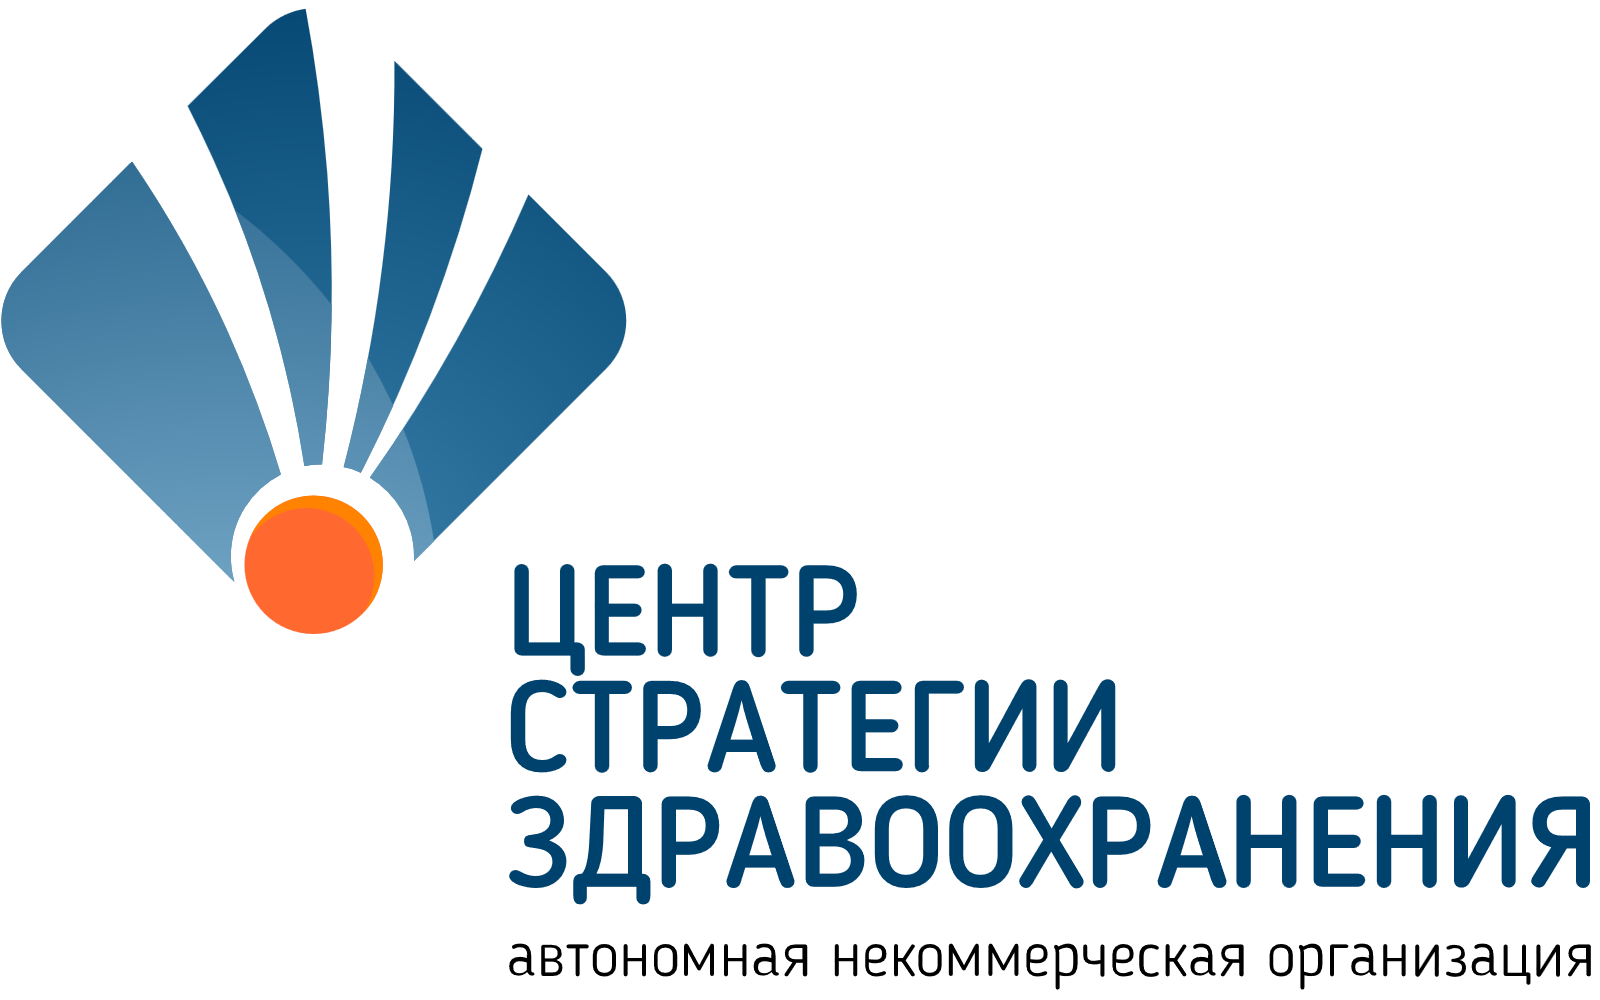 ЦЕНТР
СТРАТЕГИИ
ЗДРАВООХРАНЕНИЯ
автономная некоммерческая организация